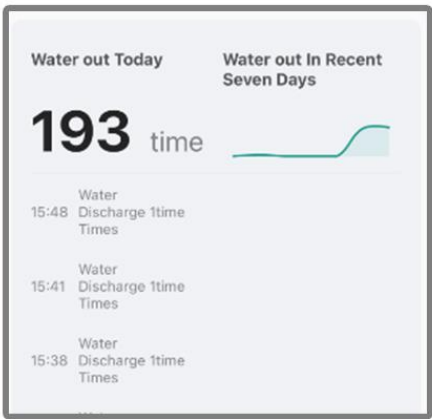 Water out Today
Water out In Recent
Seven Days
193 time
Water
15:48 Discharge 1time
Times
Water
15:41 Discharge 1time
Times
Water
15:38 Discharge 1time
Times